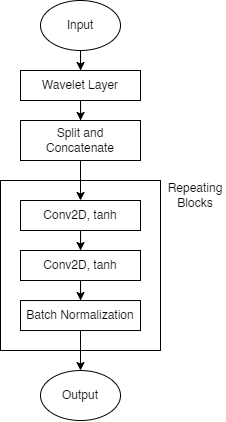 Input
Wavelet Layer
Split and
Concatenate
Repeating
Blocks
Conv2D, tanh
Conv2D, tanh
Batch Normalization
Output